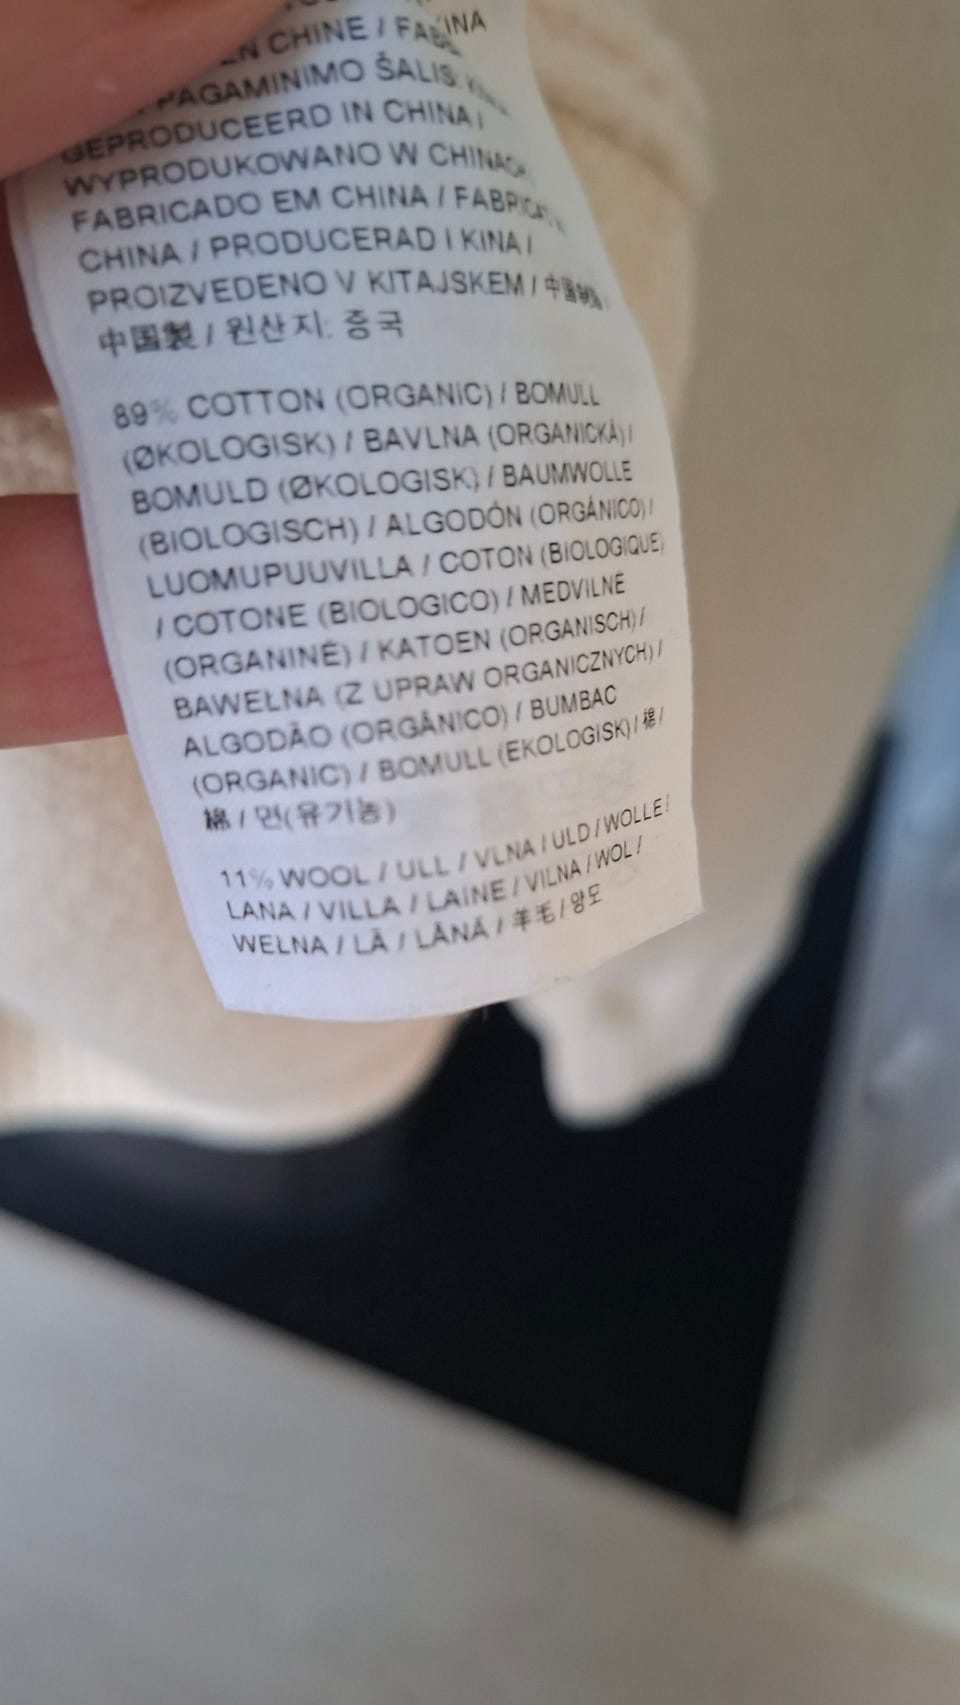 EN CHINE /
PAGAMINIMO ŠALIS:
GEPRODUCEERD IN CHINA /
WYPRODUKOWANO W CHINACH
FABRICADO EM CHINA /
CHINA / PRODUCERAD I KINA /
PROIZVEDENO V KITAJSKEM / 中国制造 /
中国製 / 원산지: 중국
89% COTTON (ORGANIC) / BOMULL
(ØKOLOGISK) / BAVLNA (ORGANICKÁ) /
BOMULD (ØKOLOGISK) / BAUMWOLLE
(BIOLOGISCH) / ALGODÓN (ORGÁNICO) /
LUOMUPUUVILLA / COTON (BIOLOGIQUE)
/ COTONE (BIOLOGICO) / MEDVILNĖ
(ORGANINĖ) / KATOEN (ORGANISCH) /
BAWEŁNA (Z UPRAW ORGANICZNYCH) /
ALGODÃO (ORGÂNICO) / BUMBAC
(ORGANIC) / BOMULL (EKOLOGISK) / 棉 /
綿 / 면(유기농)
11% WOOL / ULL / VLNA / ULD / WOLLE /
LANA / VILLA / LAINE / VILNA / WOL /
WEŁNA / LÃ / LÂNĂ / 羊毛 / 양모